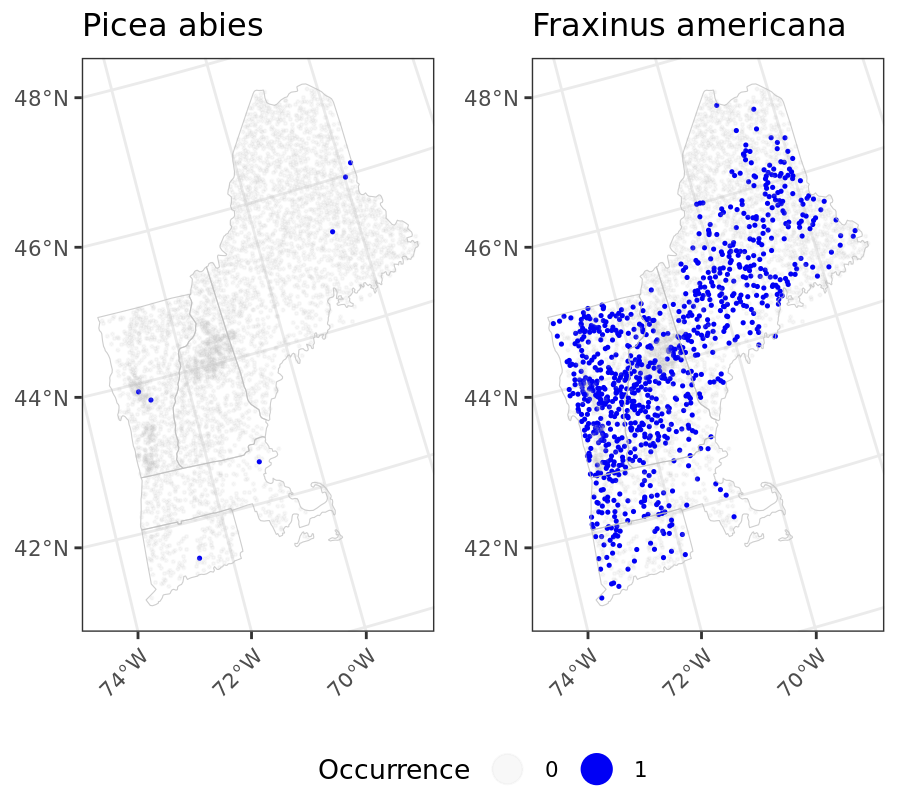 Picea abies
Fraxinus americana
48°N
46°N
44°N
42°N
74°W
72°W
70°W
48°N
46°N
44°N
42°N
74°W
72°W
70°W
Occurrence 0 1